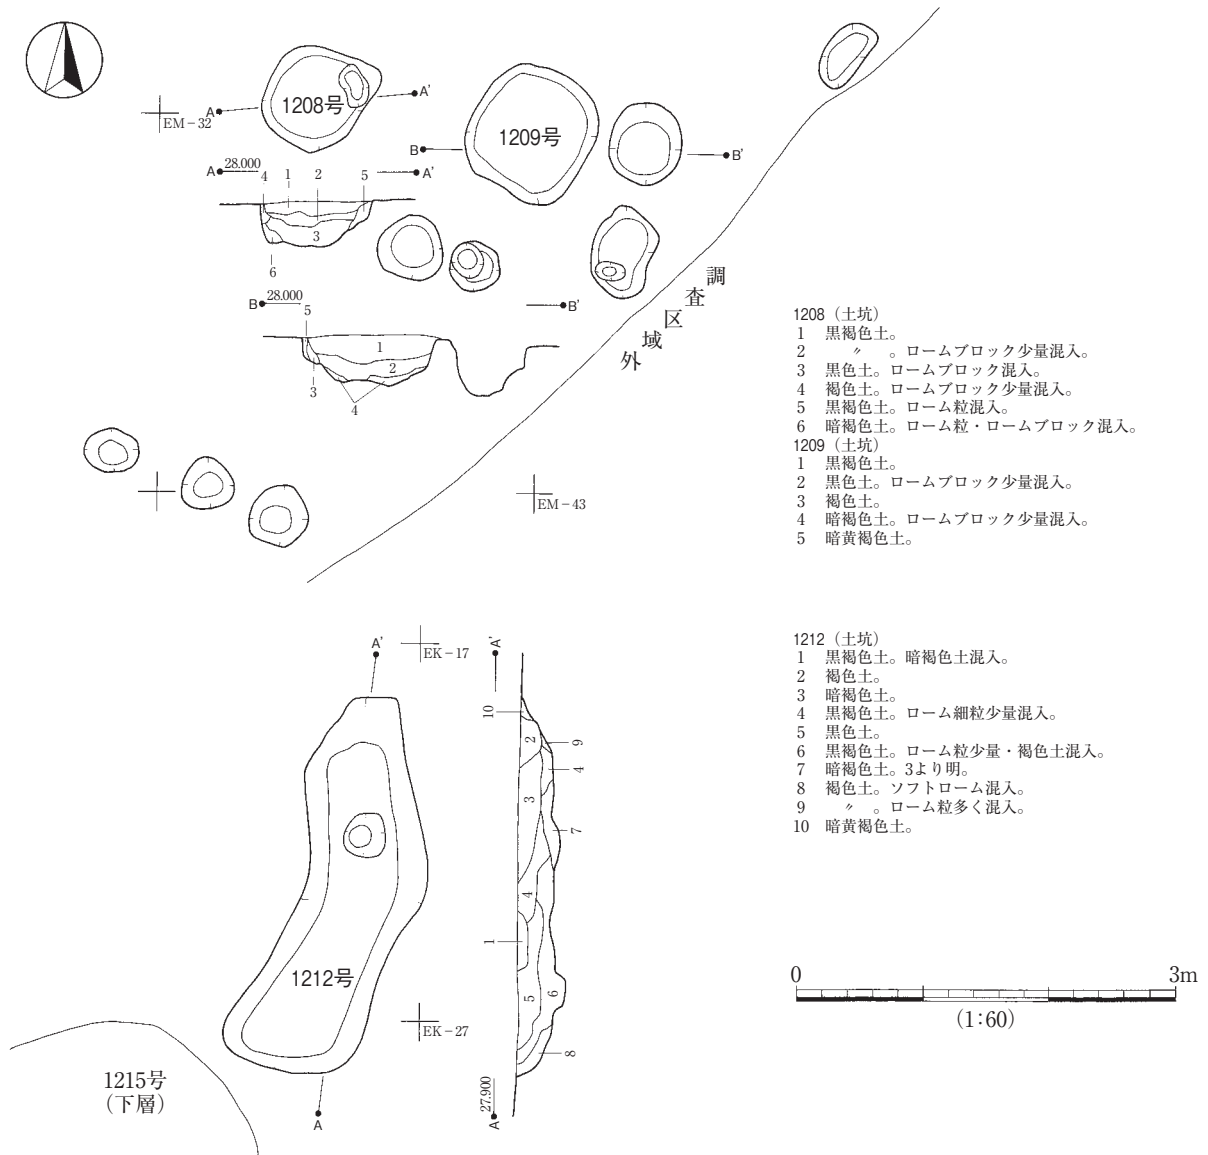 1208号
A
A'
EM−32
1209号
B
B'
A 28.000
A'
4 1 2 5
3
6
B 28.000
B'
5
1
2
3
4
調査区域外
EM−43
1208（土坑）
1 黒褐色土。
2 〃 。ロームブロック少量混入。
3 黒色土。ロームブロック混入。
4 褐色土。ロームブロック少量混入。
5 黒褐色土。ローム粒混入。
6 暗褐色土。ローム粒・ロームブロック混入。
1209（土坑）
1 黒褐色土。
2 黒色土。ロームブロック少量混入。
3 褐色土。
4 暗褐色土。ロームブロック少量混入。
5 暗黄褐色土。
A'
EK−17
A'
10
2
9
4
3
7
4
1
5
6
8
27.900
A
1212号
EK−27
A
1215号
（下層）
1212（土坑）
1 黒褐色土。暗褐色土混入。
2 褐色土。
3 暗褐色土。
4 黒褐色土。ローム細粒少量混入。
5 黒色土。
6 黒褐色土。ローム粒少量・褐色土混入。
7 暗褐色土。3より明。
8 褐色土。ソフトローム混入。
9 〃 。ローム粒多く混入。
10 暗黄褐色土。
0 3m
(1:60)